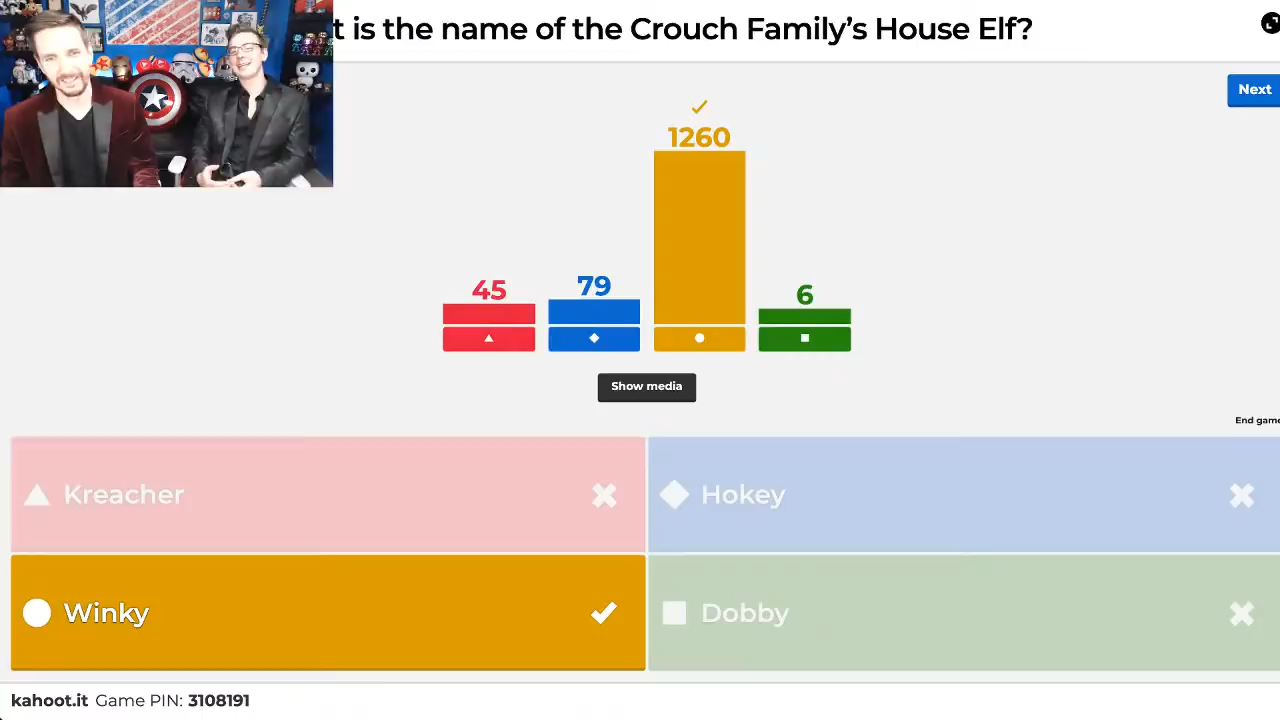 t is the name of the Crouch Family's House Elf?
Next
1260
45
79
6
Show media
End game
Kreacher
Hokey
Winky
Dobby
kahoot.it Game PIN: 3108191